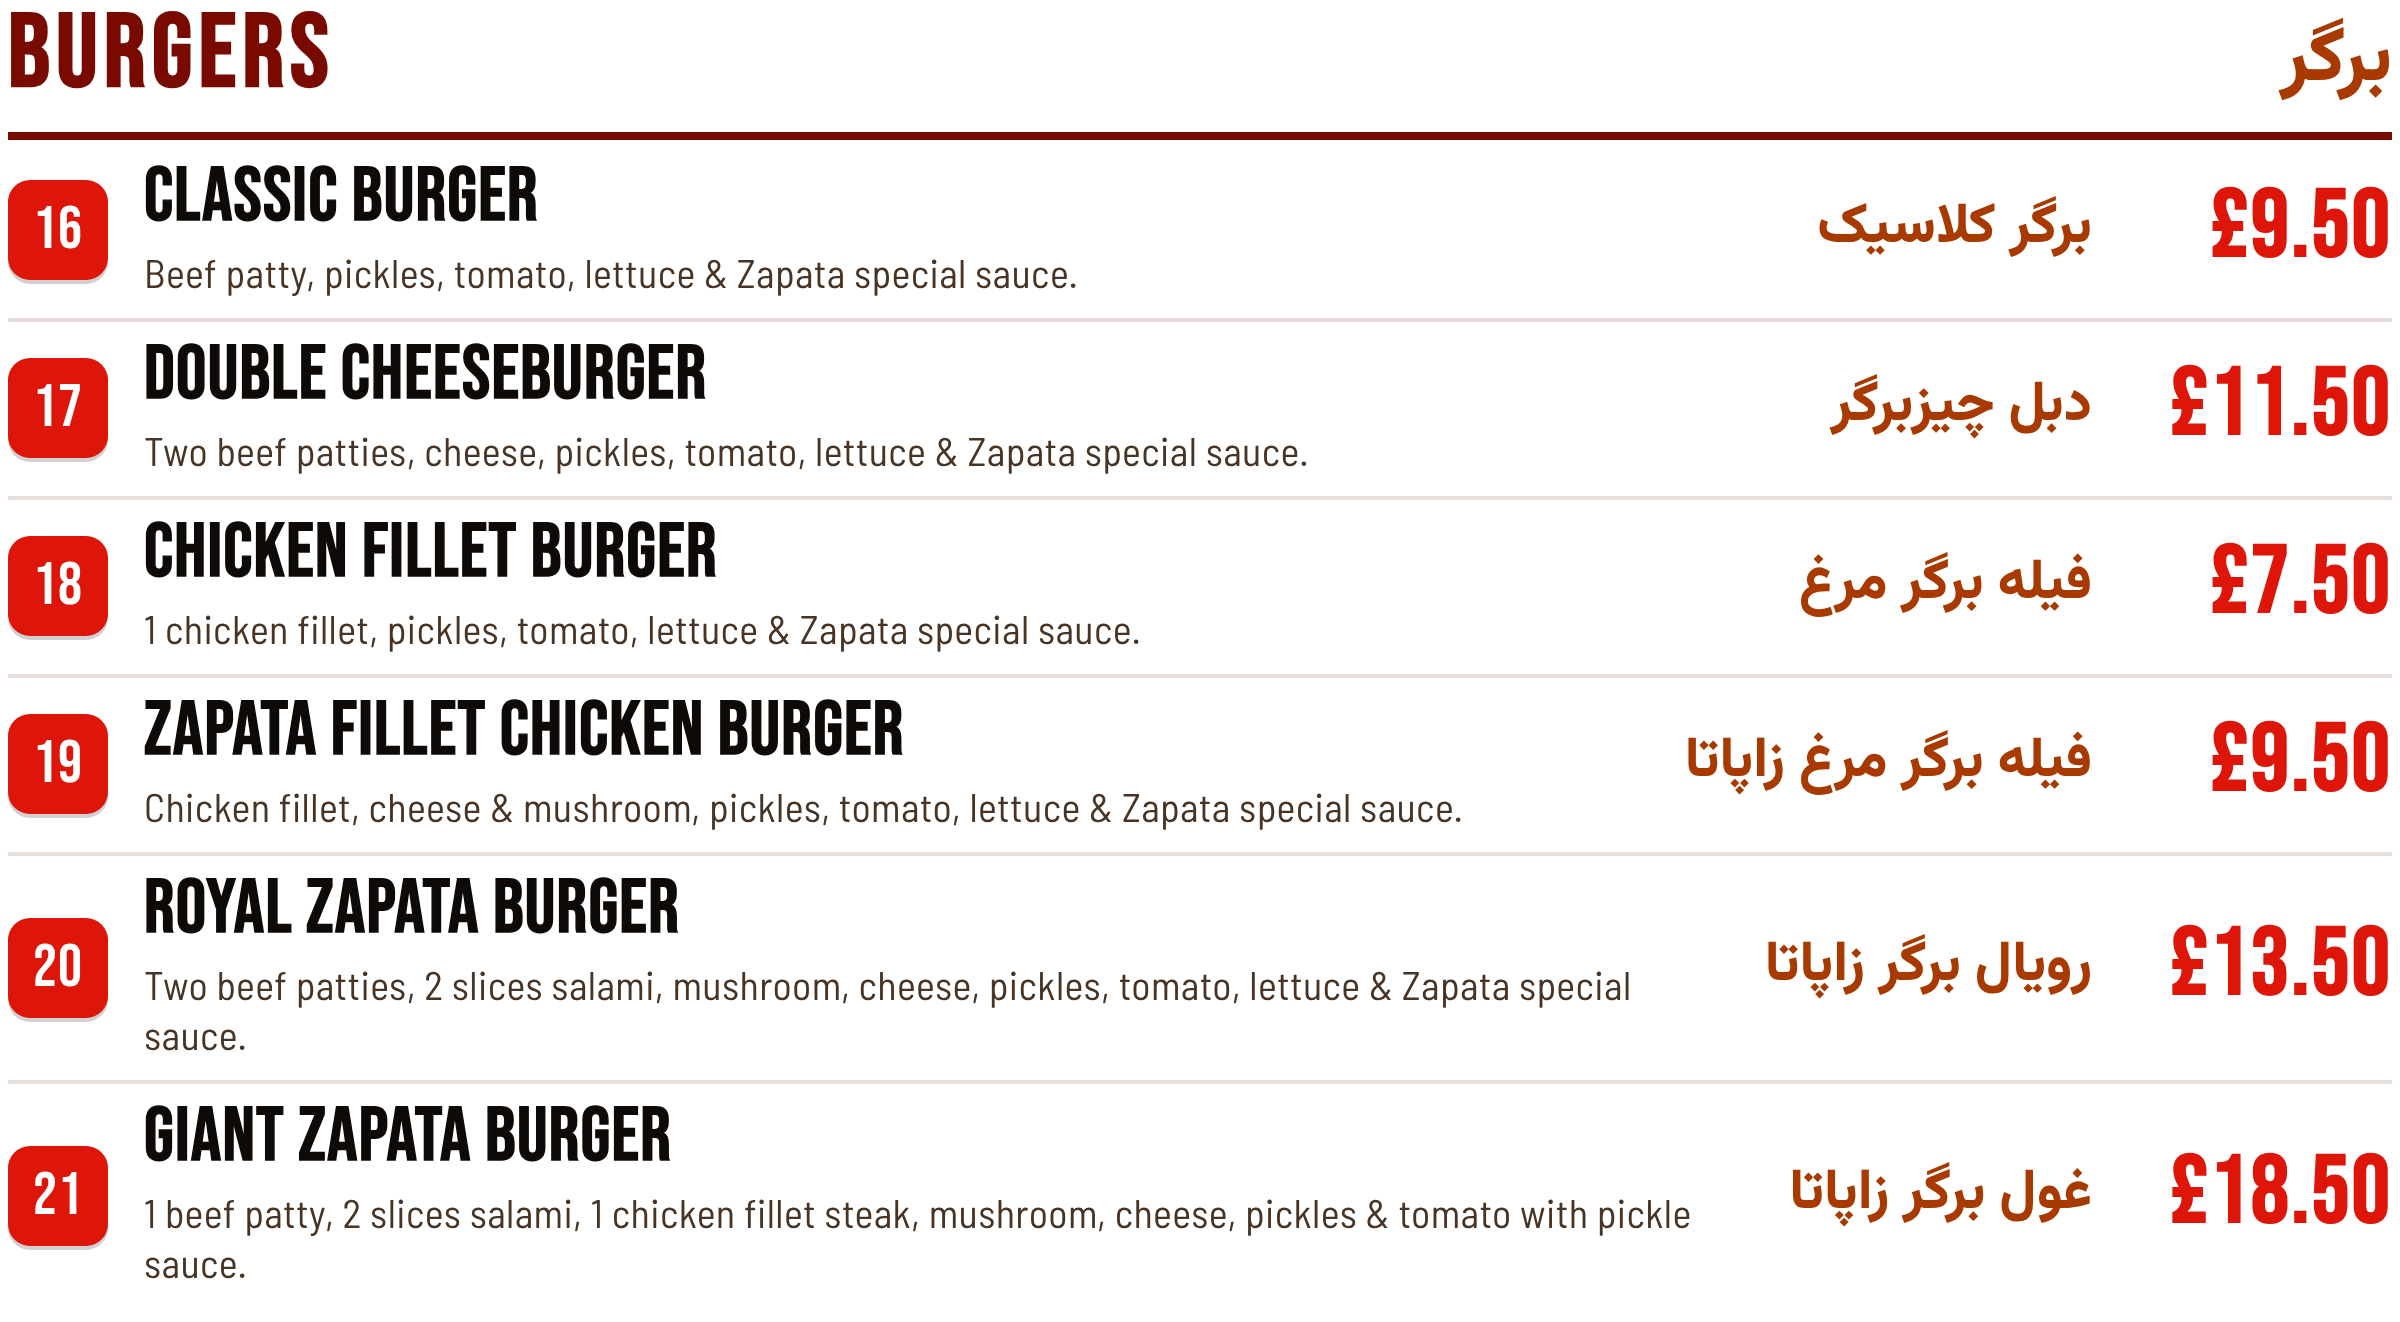 BURGERS برگر
16 CLASSIC BURGER برگر کلاسیک £9.50
Beef patty, pickles, tomato, lettuce & Zapata special sauce.
17 DOUBLE CHEESEBURGER دبل چیزبرگر £11.50
Two beef patties, cheese, pickles, tomato, lettuce & Zapata special sauce.
18 CHICKEN FILLET BURGER فیله برگر مرغ £7.50
1 chicken fillet, pickles, tomato, lettuce & Zapata special sauce.
19 ZAPATA FILLET CHICKEN BURGER فیله برگر مرغ زاپاتا £9.50
Chicken fillet, cheese & mushroom, pickles, tomato, lettuce & Zapata special sauce.
20 ROYAL ZAPATA BURGER رویال برگر زاپاتا £13.50
Two beef patties, 2 slices salami, mushroom, cheese, pickles, tomato, lettuce & Zapata special
sauce.
21 GIANT ZAPATA BURGER غول برگر زاپاتا £18.50
1 beef patty, 2 slices salami, 1 chicken fillet steak, mushroom, cheese, pickles & tomato with pickle
sauce.